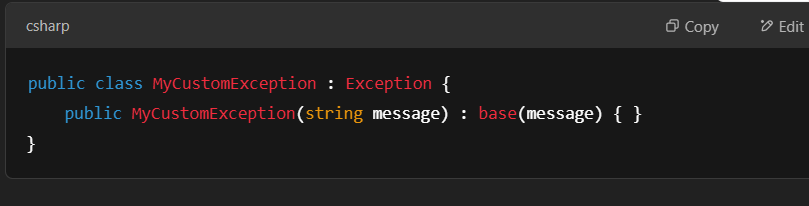 csharp Copy Edit
public class MyCustomException : Exception {
    public MyCustomException(string message) : base(message) { }
}